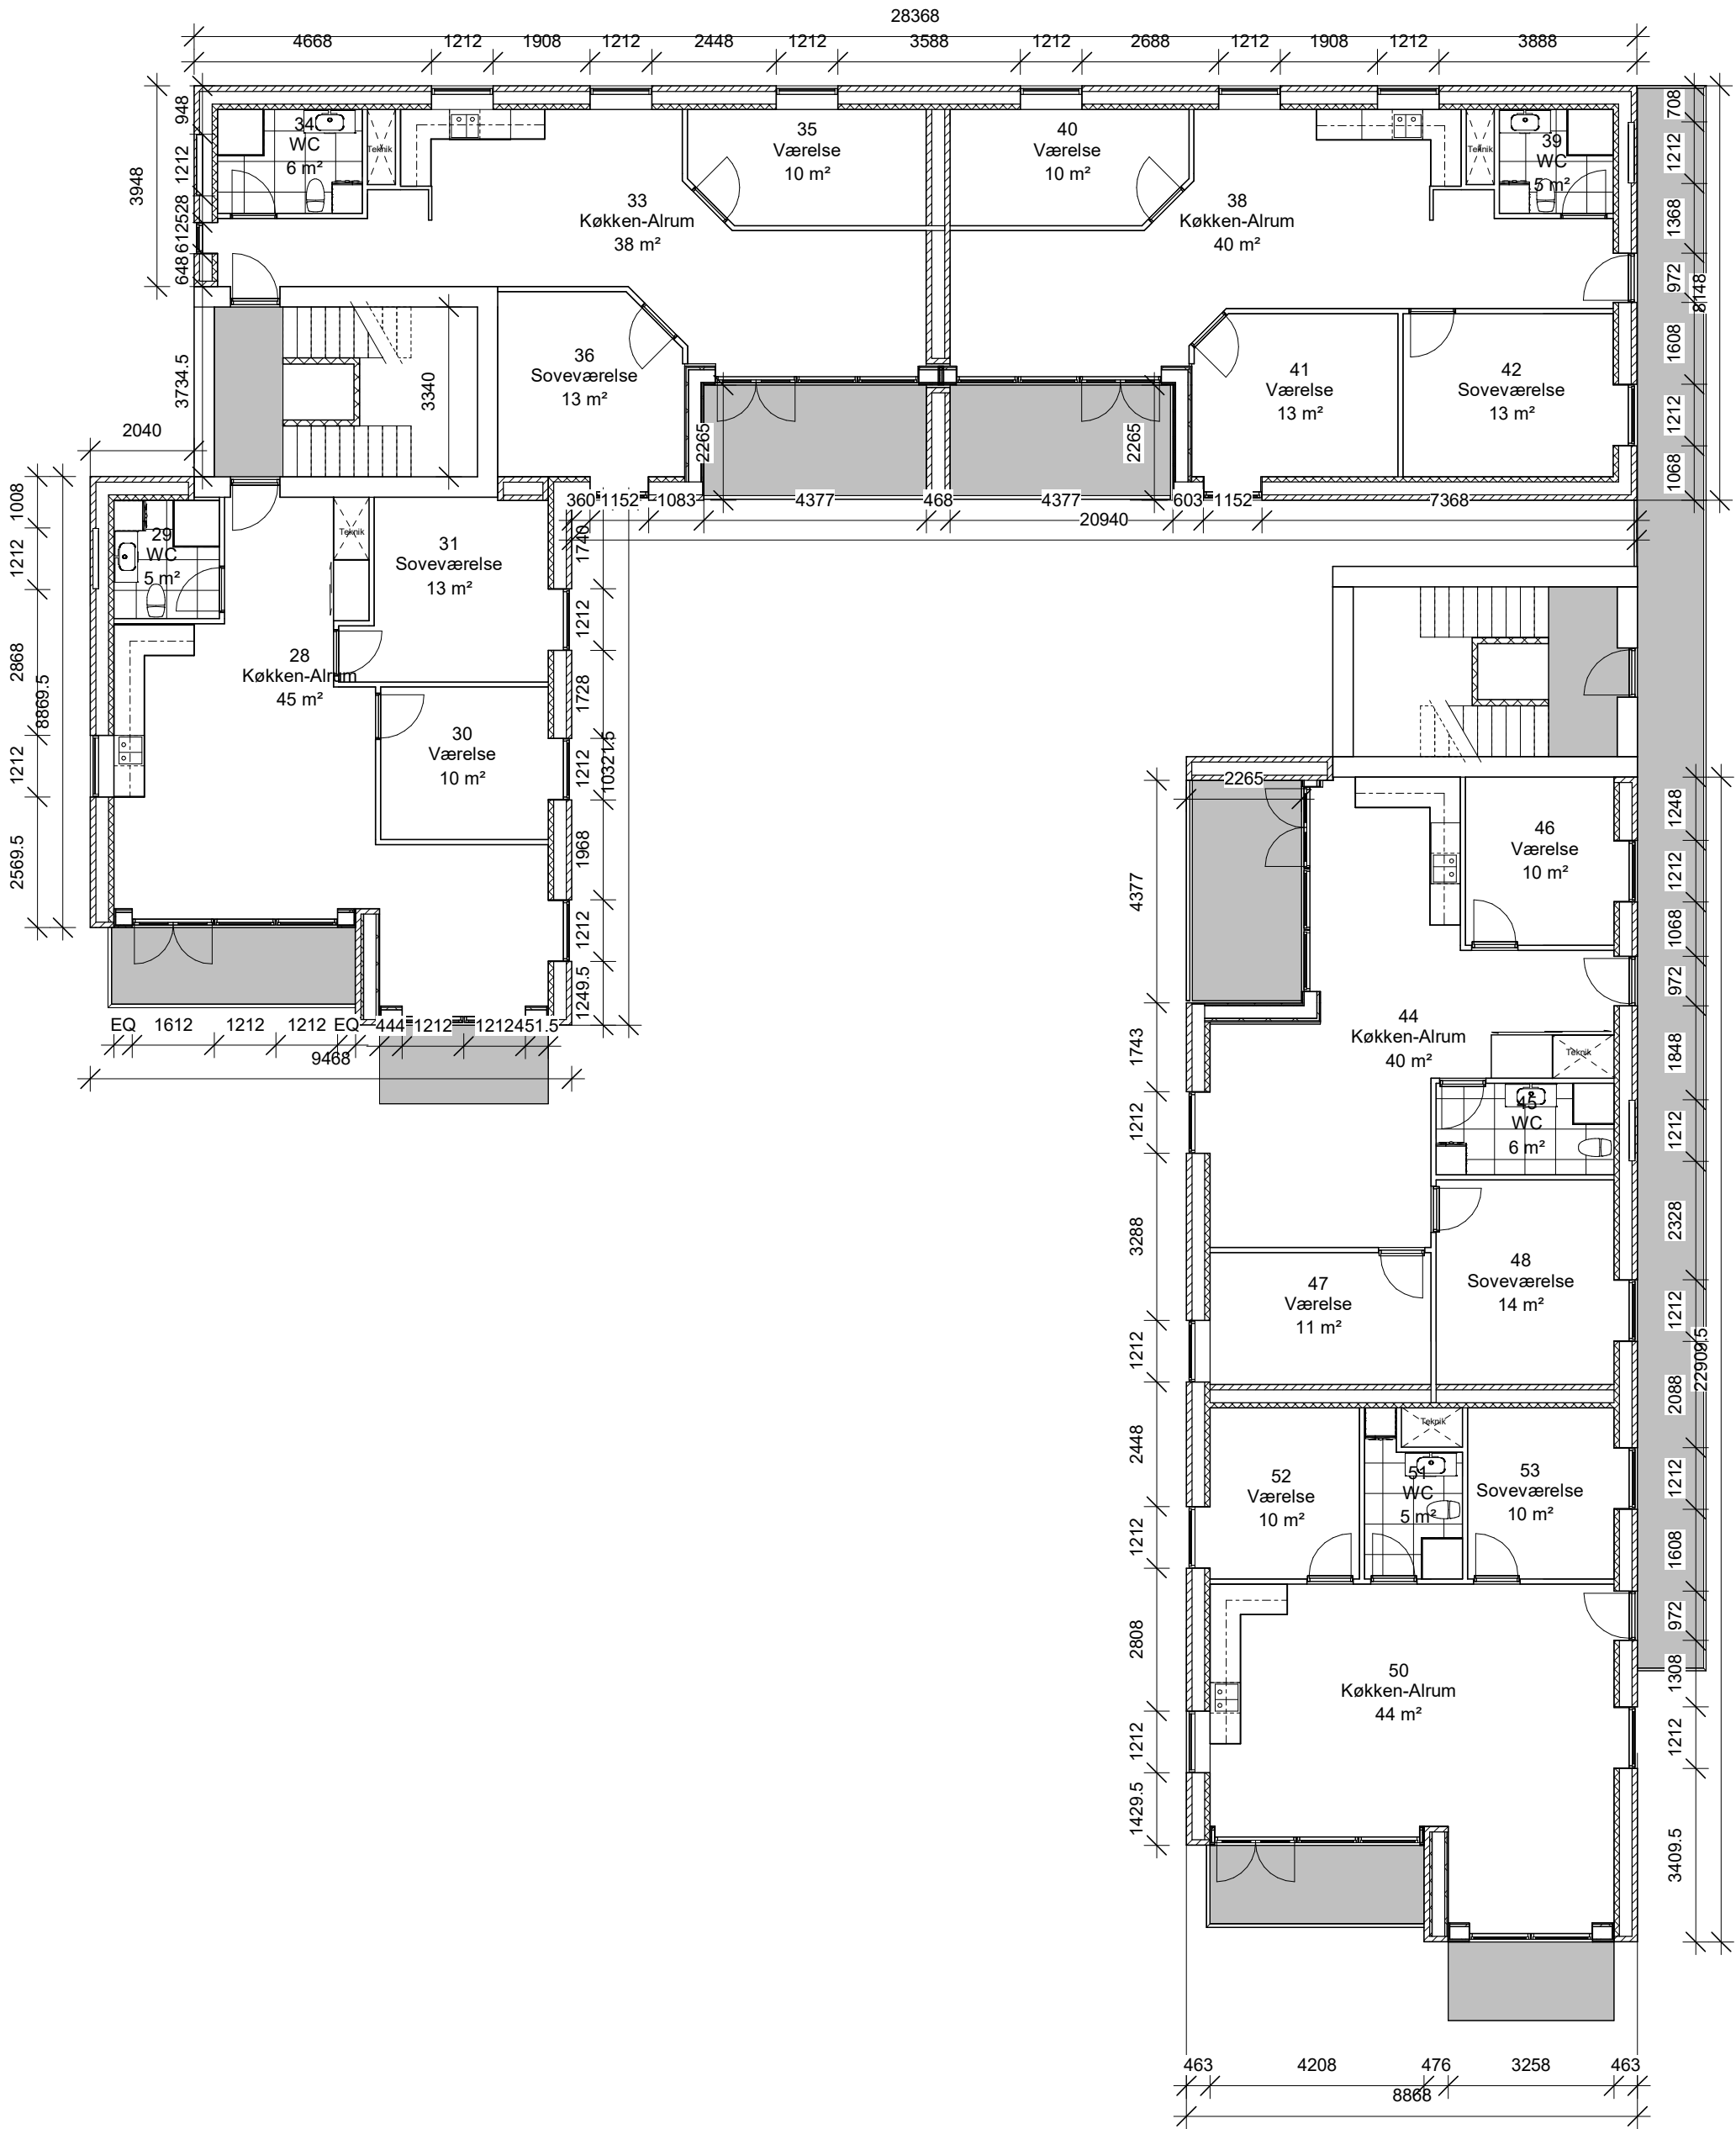 28368
4668
1212
1908
1212
2448
1212
3588
1212
2688
1212
1908
1212
3888
948
1212
528
612
648
3948
3734.5
2040
3340
34
WC
6 m²
Teknik
33
Køkken-Alrum
38 m²
35
Værelse
10 m²
40
Værelse
10 m²
38
Køkken-Alrum
40 m²
Teknik
39
WC
5 m²
708
1212
1368
972
8148
1608
1212
1068
36
Soveværelse
13 m²
41
Værelse
13 m²
42
Soveværelse
13 m²
2265
2265
360
1152
1083
4377
468
4377
603
1152
7368
20940
1008
1212
2868
8869.5
1212
2569.5
29
WC
5 m²
Teknik
31
Soveværelse
13 m²
28
Køkken-Alrum
45 m²
30
Værelse
10 m²
1740
1212
1728
1212
10321.5
1968
1212
1249.5
EQ
1612
1212
1212
EQ
444
1212
1212
451.5
9468
2265
4377
1743
1212
3288
1212
2448
1212
2808
1212
1429.5
46
Værelse
10 m²
44
Køkken-Alrum
40 m²
Teknik
45
WC
6 m²
48
Soveværelse
14 m²
47
Værelse
11 m²
Teknik
52
Værelse
10 m²
51
WC
5 m²
53
Soveværelse
10 m²
50
Køkken-Alrum
44 m²
1248
1212
1068
972
1848
1212
2328
1212
22909.5
2088
1212
1608
972
1308
1212
3409.5
463
4208
476
3258
463
8868